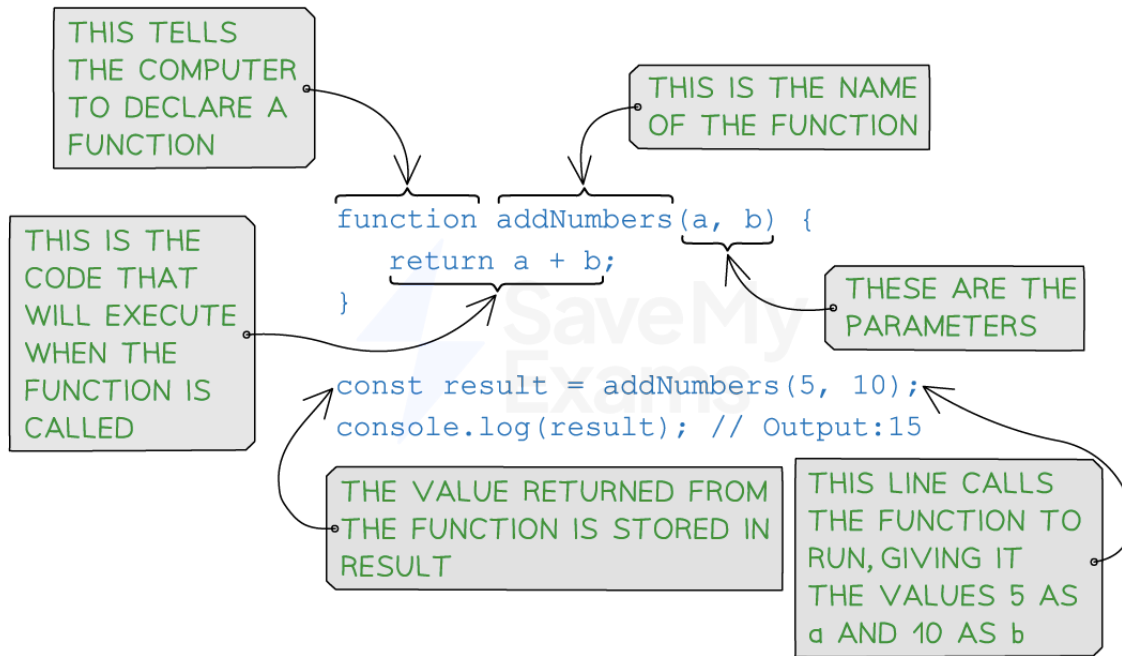 THIS TELLS
THE COMPUTER
TO DECLARE A
FUNCTION
THIS IS THE NAME
OF THE FUNCTION
function addNumbers(a, b) {
return a + b;
}
THIS IS THE
CODE THAT
WILL EXECUTE
WHEN THE
FUNCTION IS
CALLED
THESE ARE THE
PARAMETERS
SaveMy
Exams
const result = addNumbers(5, 10);
console.log(result); // Output:15
THE VALUE RETURNED FROM
THE FUNCTION IS STORED IN
RESULT
THIS LINE CALLS
THE FUNCTION TO
RUN, GIVING IT
THE VALUES 5 AS
a AND 10 AS b